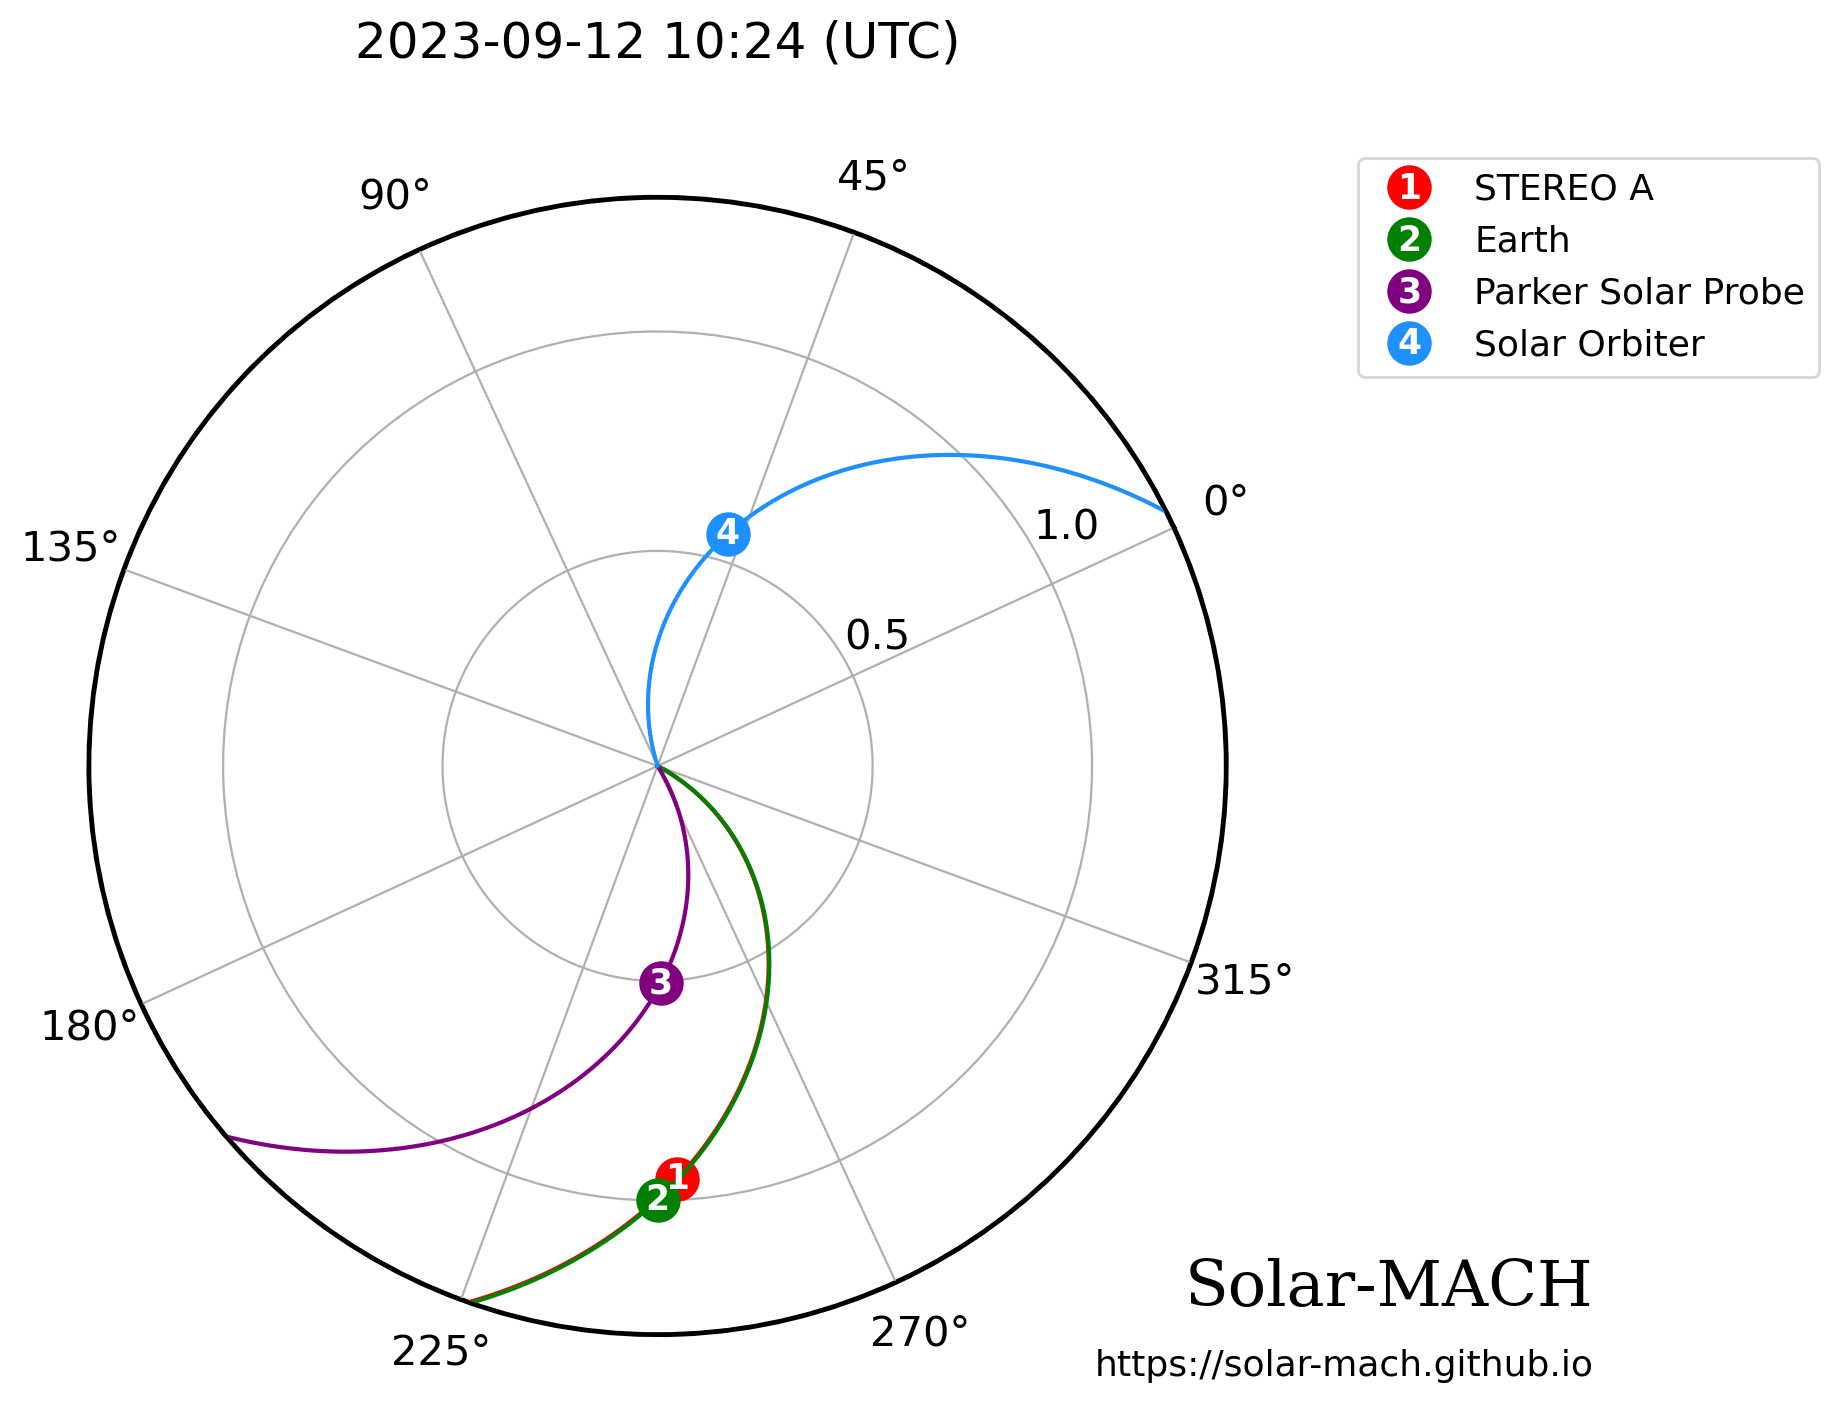 2023-09-12 10:24 (UTC)
45°
90°
1 STEREO A
2 Earth
3 Parker Solar Probe
4 Solar Orbiter
0°
1.0
4
135°
0.5
3
315°
180°
1
2
225°
270°
Solar-MACH
https://solar-mach.github.io